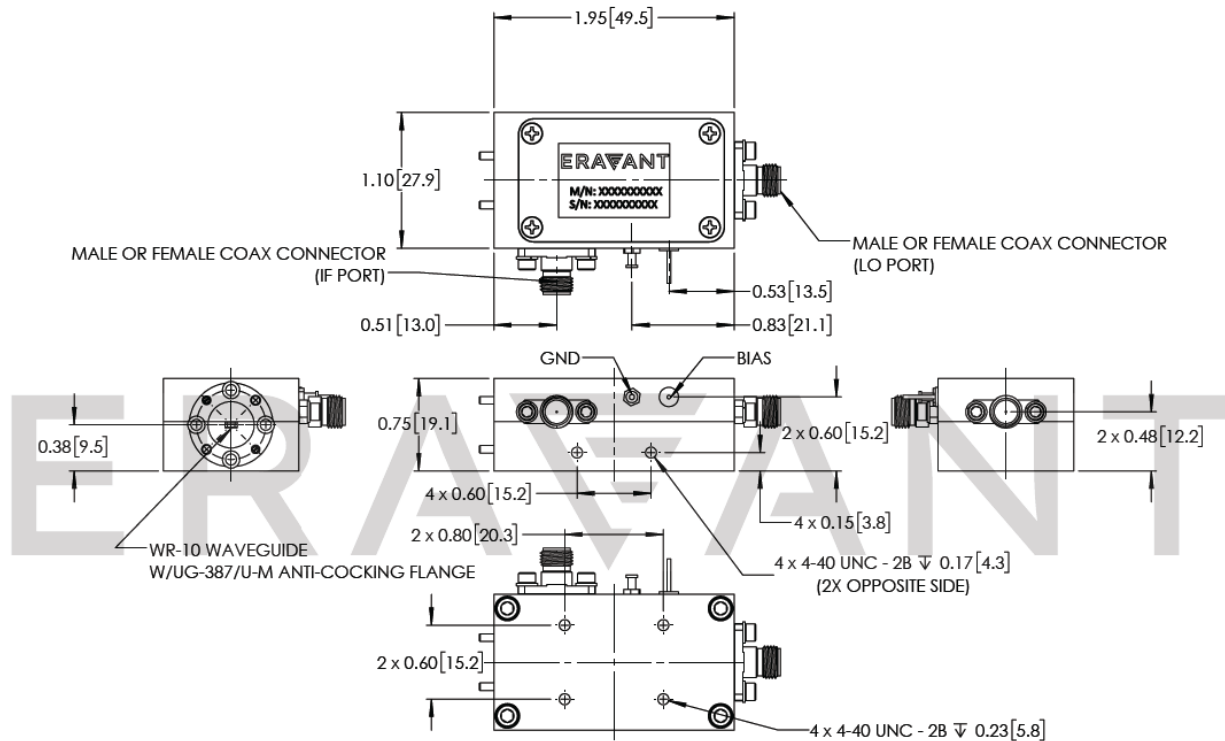 1.95[49.5]
1.10[27.9]
ERAVANT
M/N: XXXXXXXXXX
S/N: XXXXXXXXXX
MALE OR FEMALE COAX CONNECTOR
(IF PORT)
MALE OR FEMALE COAX CONNECTOR
(LO PORT)
0.53[13.5]
0.51[13.0]
0.83[21.1]
GND
BIAS
ERAVANT
0.38[9.5]
0.75[19.1]
2 x 0.60[15.2]
2 x 0.48[12.2]
4 x 0.60[15.2]
4 x 0.15[3.8]
2 x 0.80[20.3]
WR-10 WAVEGUIDE
W/UG-387/U-M ANTI-COCKING FLANGE
4 x 4-40 UNC - 2B ↧ 0.17[4.3]
(2X OPPOSITE SIDE)
2 x 0.60[15.2]
4 x 4-40 UNC - 2B ↧ 0.23[5.8]